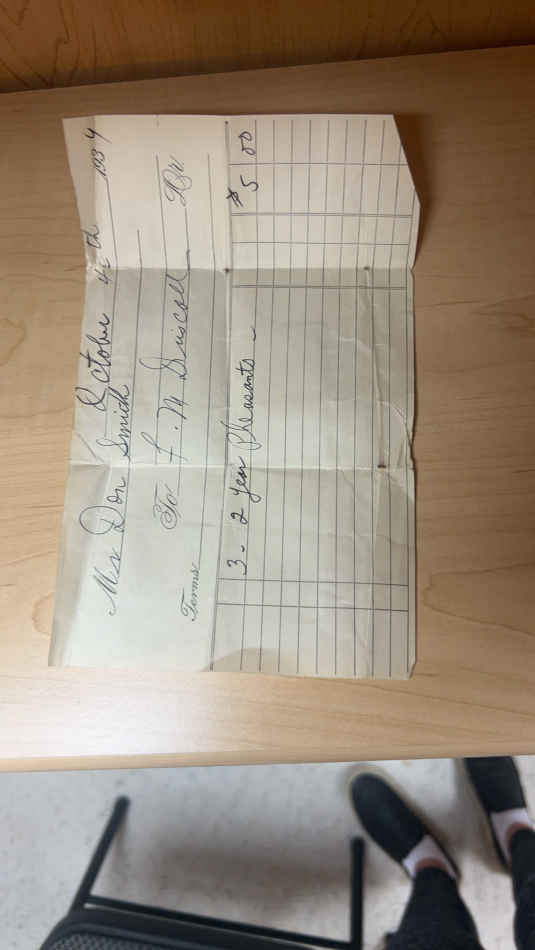 October 4th 1934
Mr Don Smith
To F. M Driscoll Dr.
Terms
3 - 2 year Pheasants - $5 00